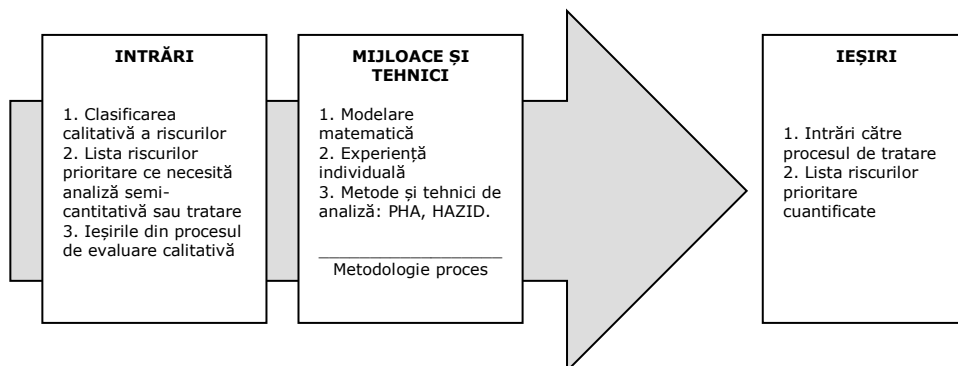 INTRĂRI
1. Clasificarea
calitativă a riscurilor
2. Lista riscurilor
prioritare ce necesită
analiză semi-
cantitativă sau tratare
3. Ieșirile din procesul
de evaluare calitativă
MIJLOACE ȘI
TEHNICI
1. Modelare
matematică
2. Experiență
individuală
3. Metode și tehnici de
analiză: PHA, HAZID.
Metodologie proces
IEȘIRI
1. Intrări către
procesul de tratare
2. Lista riscurilor
prioritare
cuantificate